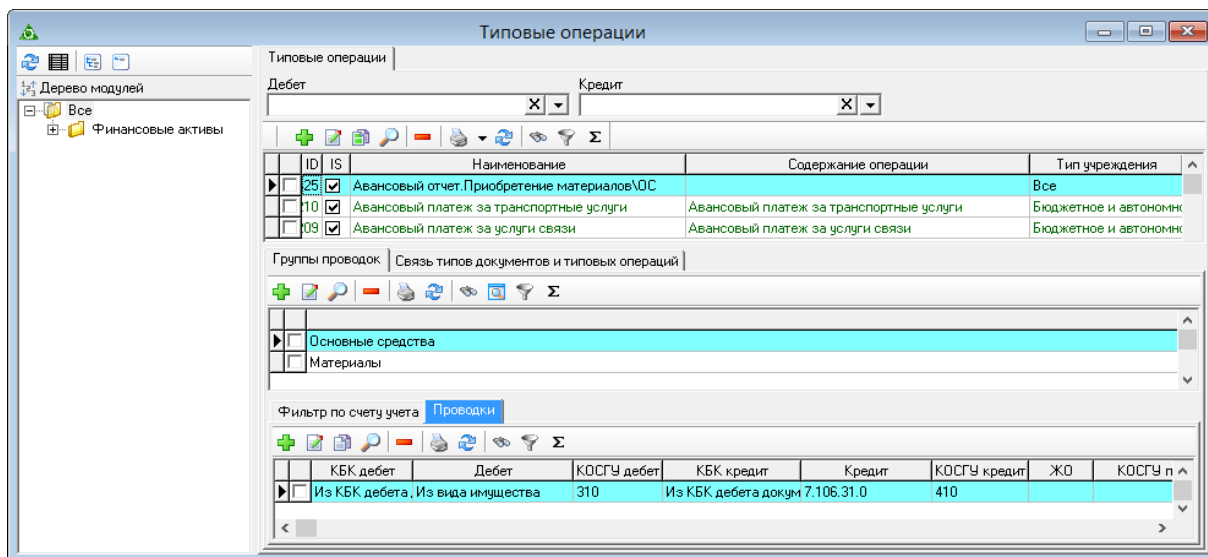 Типовые операции
Типовые операции
Дерево модулей
Дебет Кредит
Все
Финансовые активы
ID IS Наименование Содержание операции Тип учреждения
25 Авансовый отчет.Приобретение материалов\ОС Все
10 Авансовый платеж за транспортные услуги Авансовый платеж за транспортные услуги Бюджетное и автономн
09 Авансовый платеж за услуги связи Авансовый платеж за услуги связи Бюджетное и автономн
Группы проводок Связь типов документов и типовых операций
Основные средства
Материалы
Фильтр по счету учета Проводки
КБК дебет Дебет КОСГУ дебет КБК кредит Кредит КОСГУ кредит ЖО КОСГУ п
Из КБК дебета, Из вида имущества 310 Из КБК дебета докум 7.106.31.0 410